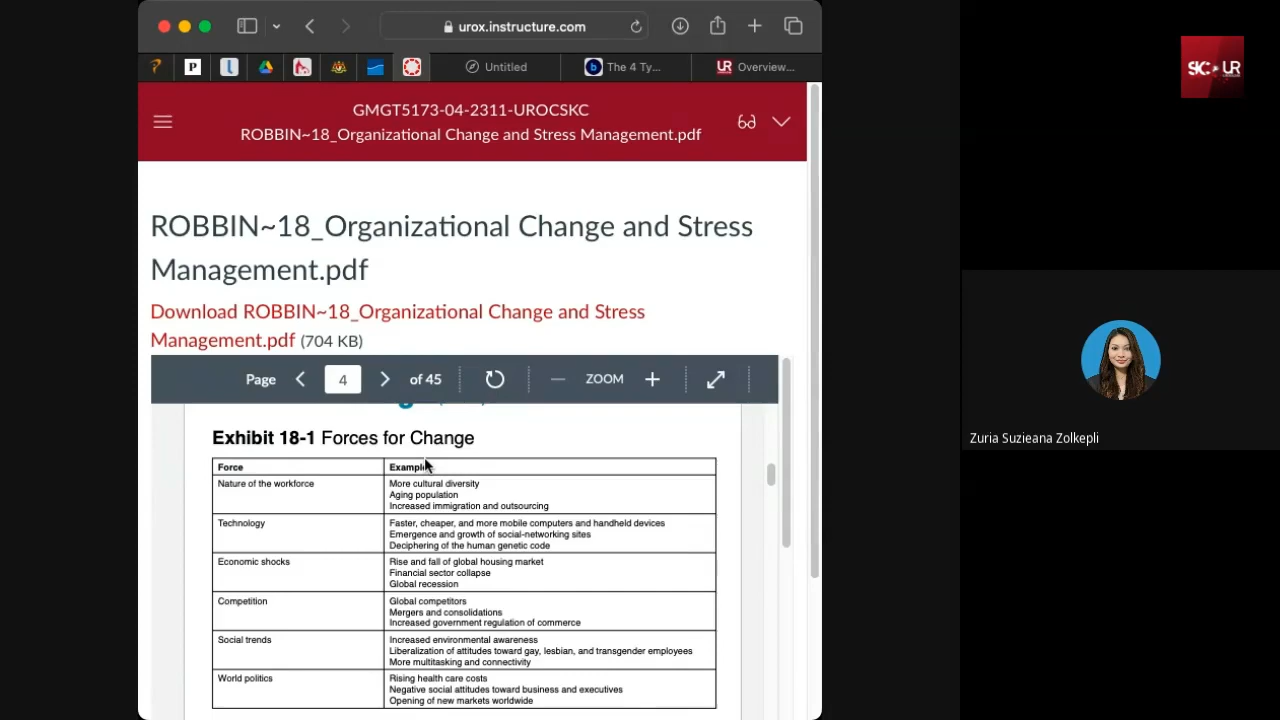 urox.instructure.com
Untitled
The 4 Ty...
UR Overview...
GMGT5173-04-2311-UROCSKC
ROBBIN~18_Organizational Change and Stress Management.pdf
SIC UR
ROBBIN~18_Organizational Change and Stress
Management.pdf
Download ROBBIN~18_Organizational Change and Stress
Management.pdf (704 KB)
Page 4 of 45 ZOOM
Exhibit 18-1 Forces for Change
Force
Nature of the workforce More cultural diversity
Aging population
Increased immigration and outsourcing
Technology Faster, cheaper, and more mobile computers and handheld devices
Emergence and growth of social-networking sites
Deciphering of the human genetic code
Economic shocks Rise and fall of global housing market
Financial sector collapse
Global recession
Competition Global competitors
Mergers and consolidations
Increased government regulation of commerce
Social trends Increased environmental awareness
Liberalization of attitudes toward gay, lesbian, and transgender employees
More multitasking and connectivity
World politics Rising health care costs
Negative social attitudes toward business and executives
Opening of new markets worldwide
Zuria Suzieana Zolkepli